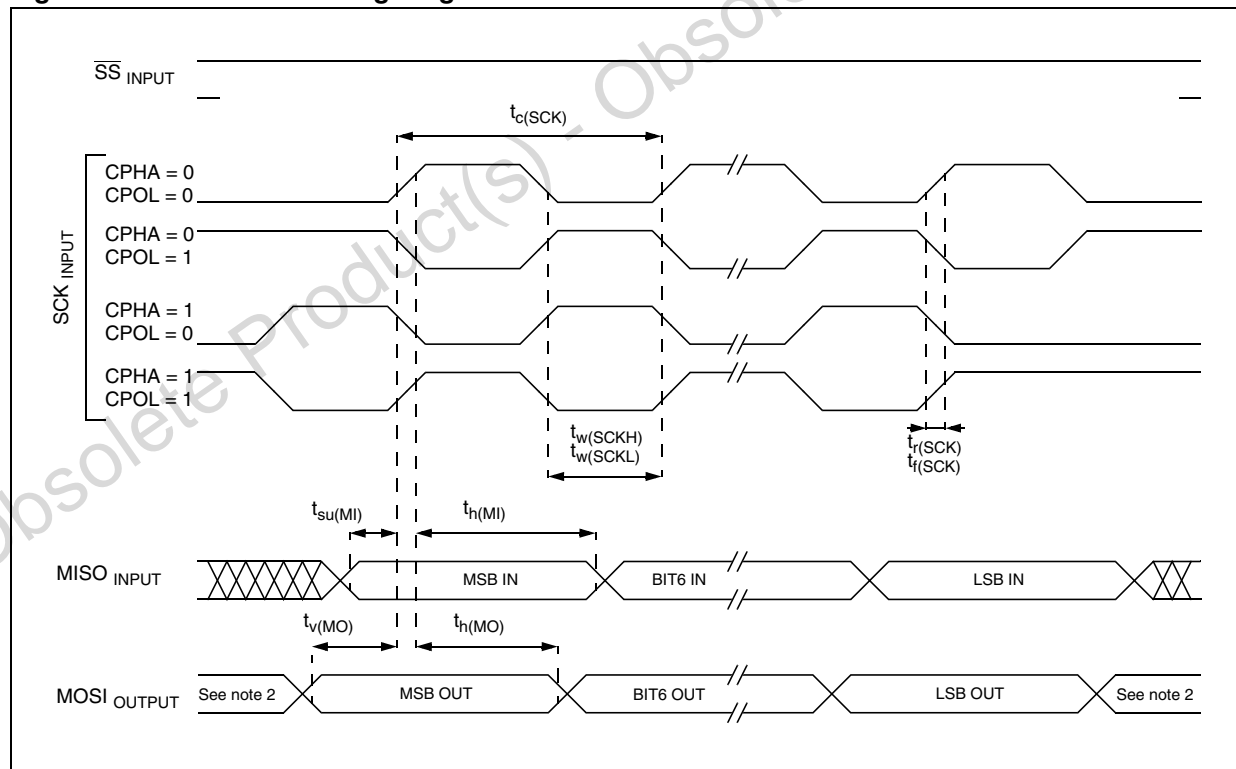 SS INPUT
tc(SCK)
SCK INPUT
CPHA = 0
CPOL = 0
CPHA = 0
CPOL = 1
CPHA = 1
CPOL = 0
CPHA = 1
CPOL = 1
tw(SCKH)
tw(SCKL)
tr(SCK)
tf(SCK)
tsu(MI)
th(MI)
MISO INPUT
MSB IN
BIT6 IN
LSB IN
tv(MO)
th(MO)
MOSI OUTPUT
See note 2
MSB OUT
BIT6 OUT
LSB OUT
See note 2
Obsolete Product(s) - Obsol